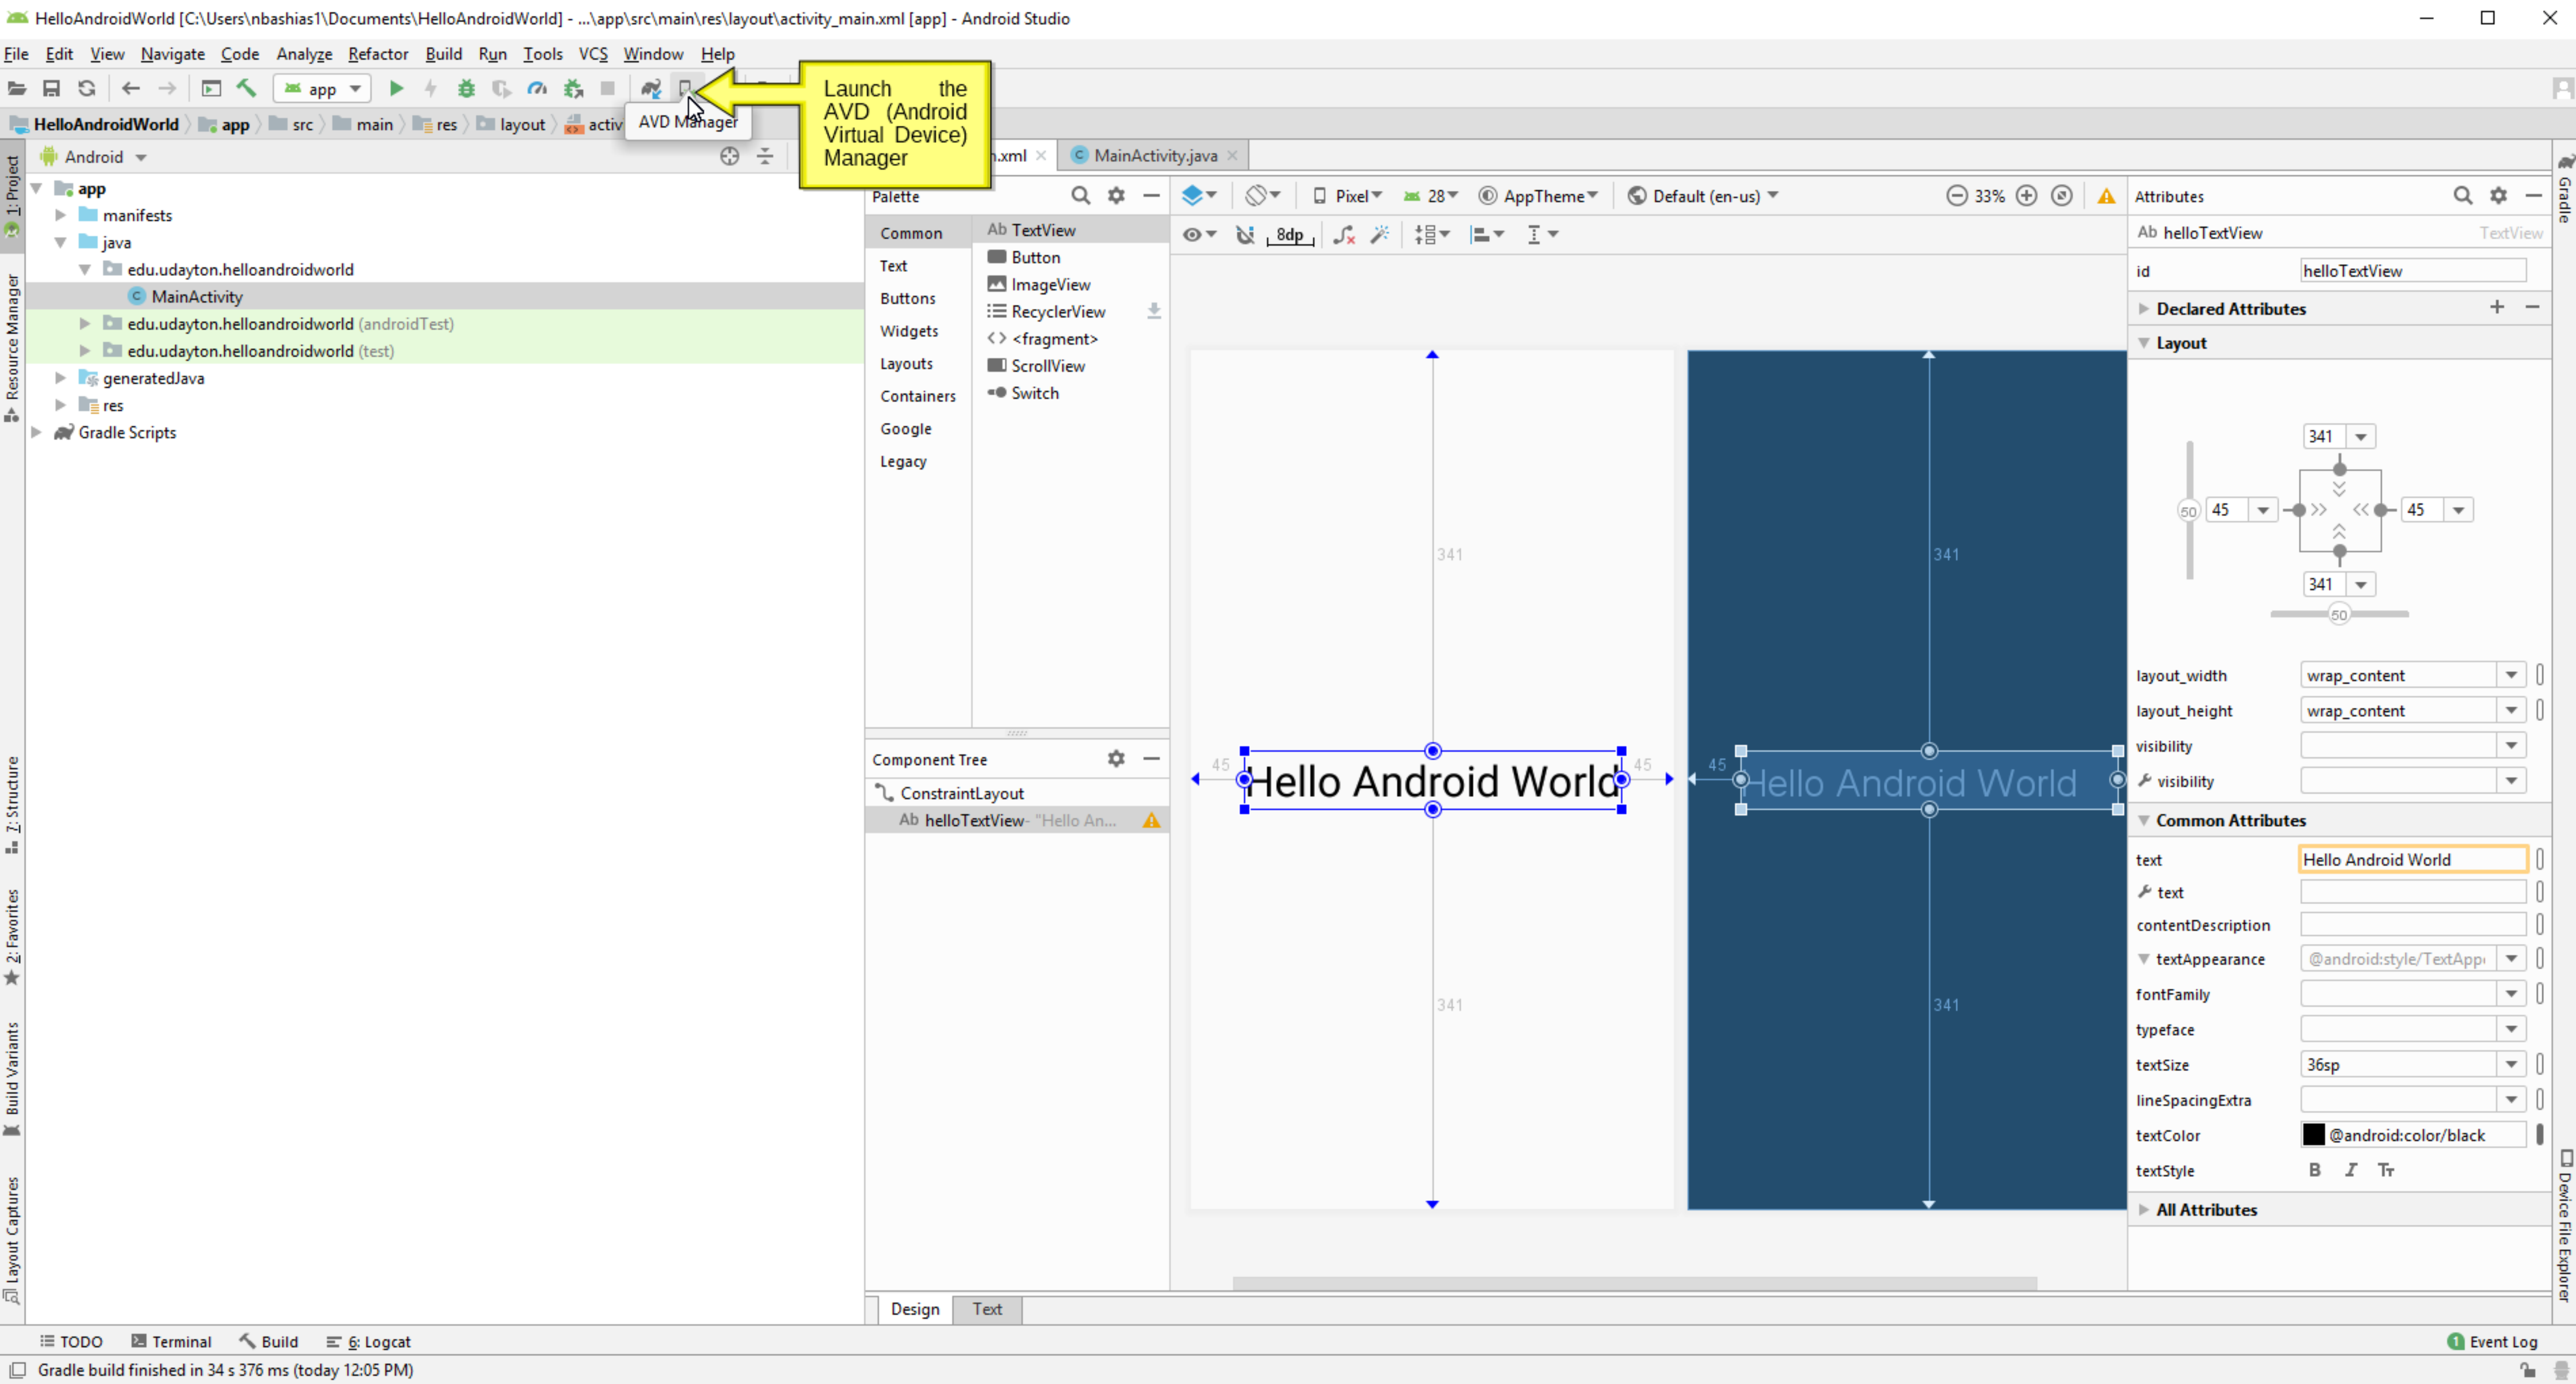 HelloAndroidWorld [C:\Users\nbashias1\Documents\HelloAndroidWorld] - ...\app\src\main\res\layout\activity_main.xml [app] - Android Studio
File Edit View Navigate Code Analyze Refactor Build Run Tools VCS Window Help
app
Launch the
AVD (Android
Virtual Device)
Manager
HelloAndroidWorld app src main res layout activ
AVD Manager
Android
.xml MainActivity.java
1: Project
Resource Manager
7: Structure
2: Favorites
Build Variants
Layout Captures
app
manifests
java
edu.udayton.helloandroidworld
MainActivity
edu.udayton.helloandroidworld (androidTest)
edu.udayton.helloandroidworld (test)
generatedJava
res
Gradle Scripts
Palette
Common
Text
Buttons
Widgets
Layouts
Containers
Google
Legacy
Ab TextView
Button
ImageView
RecyclerView
<> <fragment>
ScrollView
Switch
Component Tree
ConstraintLayout
Ab helloTextView- "Hello An...
Pixel 28 AppTheme Default (en-us) 33%
8dp
341
45 Hello Android World 45
341
341
45 Hello Android World
341
Design Text
Attributes
Ab helloTextView TextView
id helloTextView
Declared Attributes
Layout
341
50 45 45
341
50
layout_width wrap_content
layout_height wrap_content
visibility
visibility
Common Attributes
text Hello Android World
text
contentDescription
textAppearance @android:style/TextApp
fontFamily
typeface
textSize 36sp
lineSpacingExtra
textColor @android:color/black
textStyle B I Tт
All Attributes
Gradle
Device File Explorer
TODO Terminal Build 6: Logcat
1 Event Log
Gradle build finished in 34 s 376 ms (today 12:05 PM)